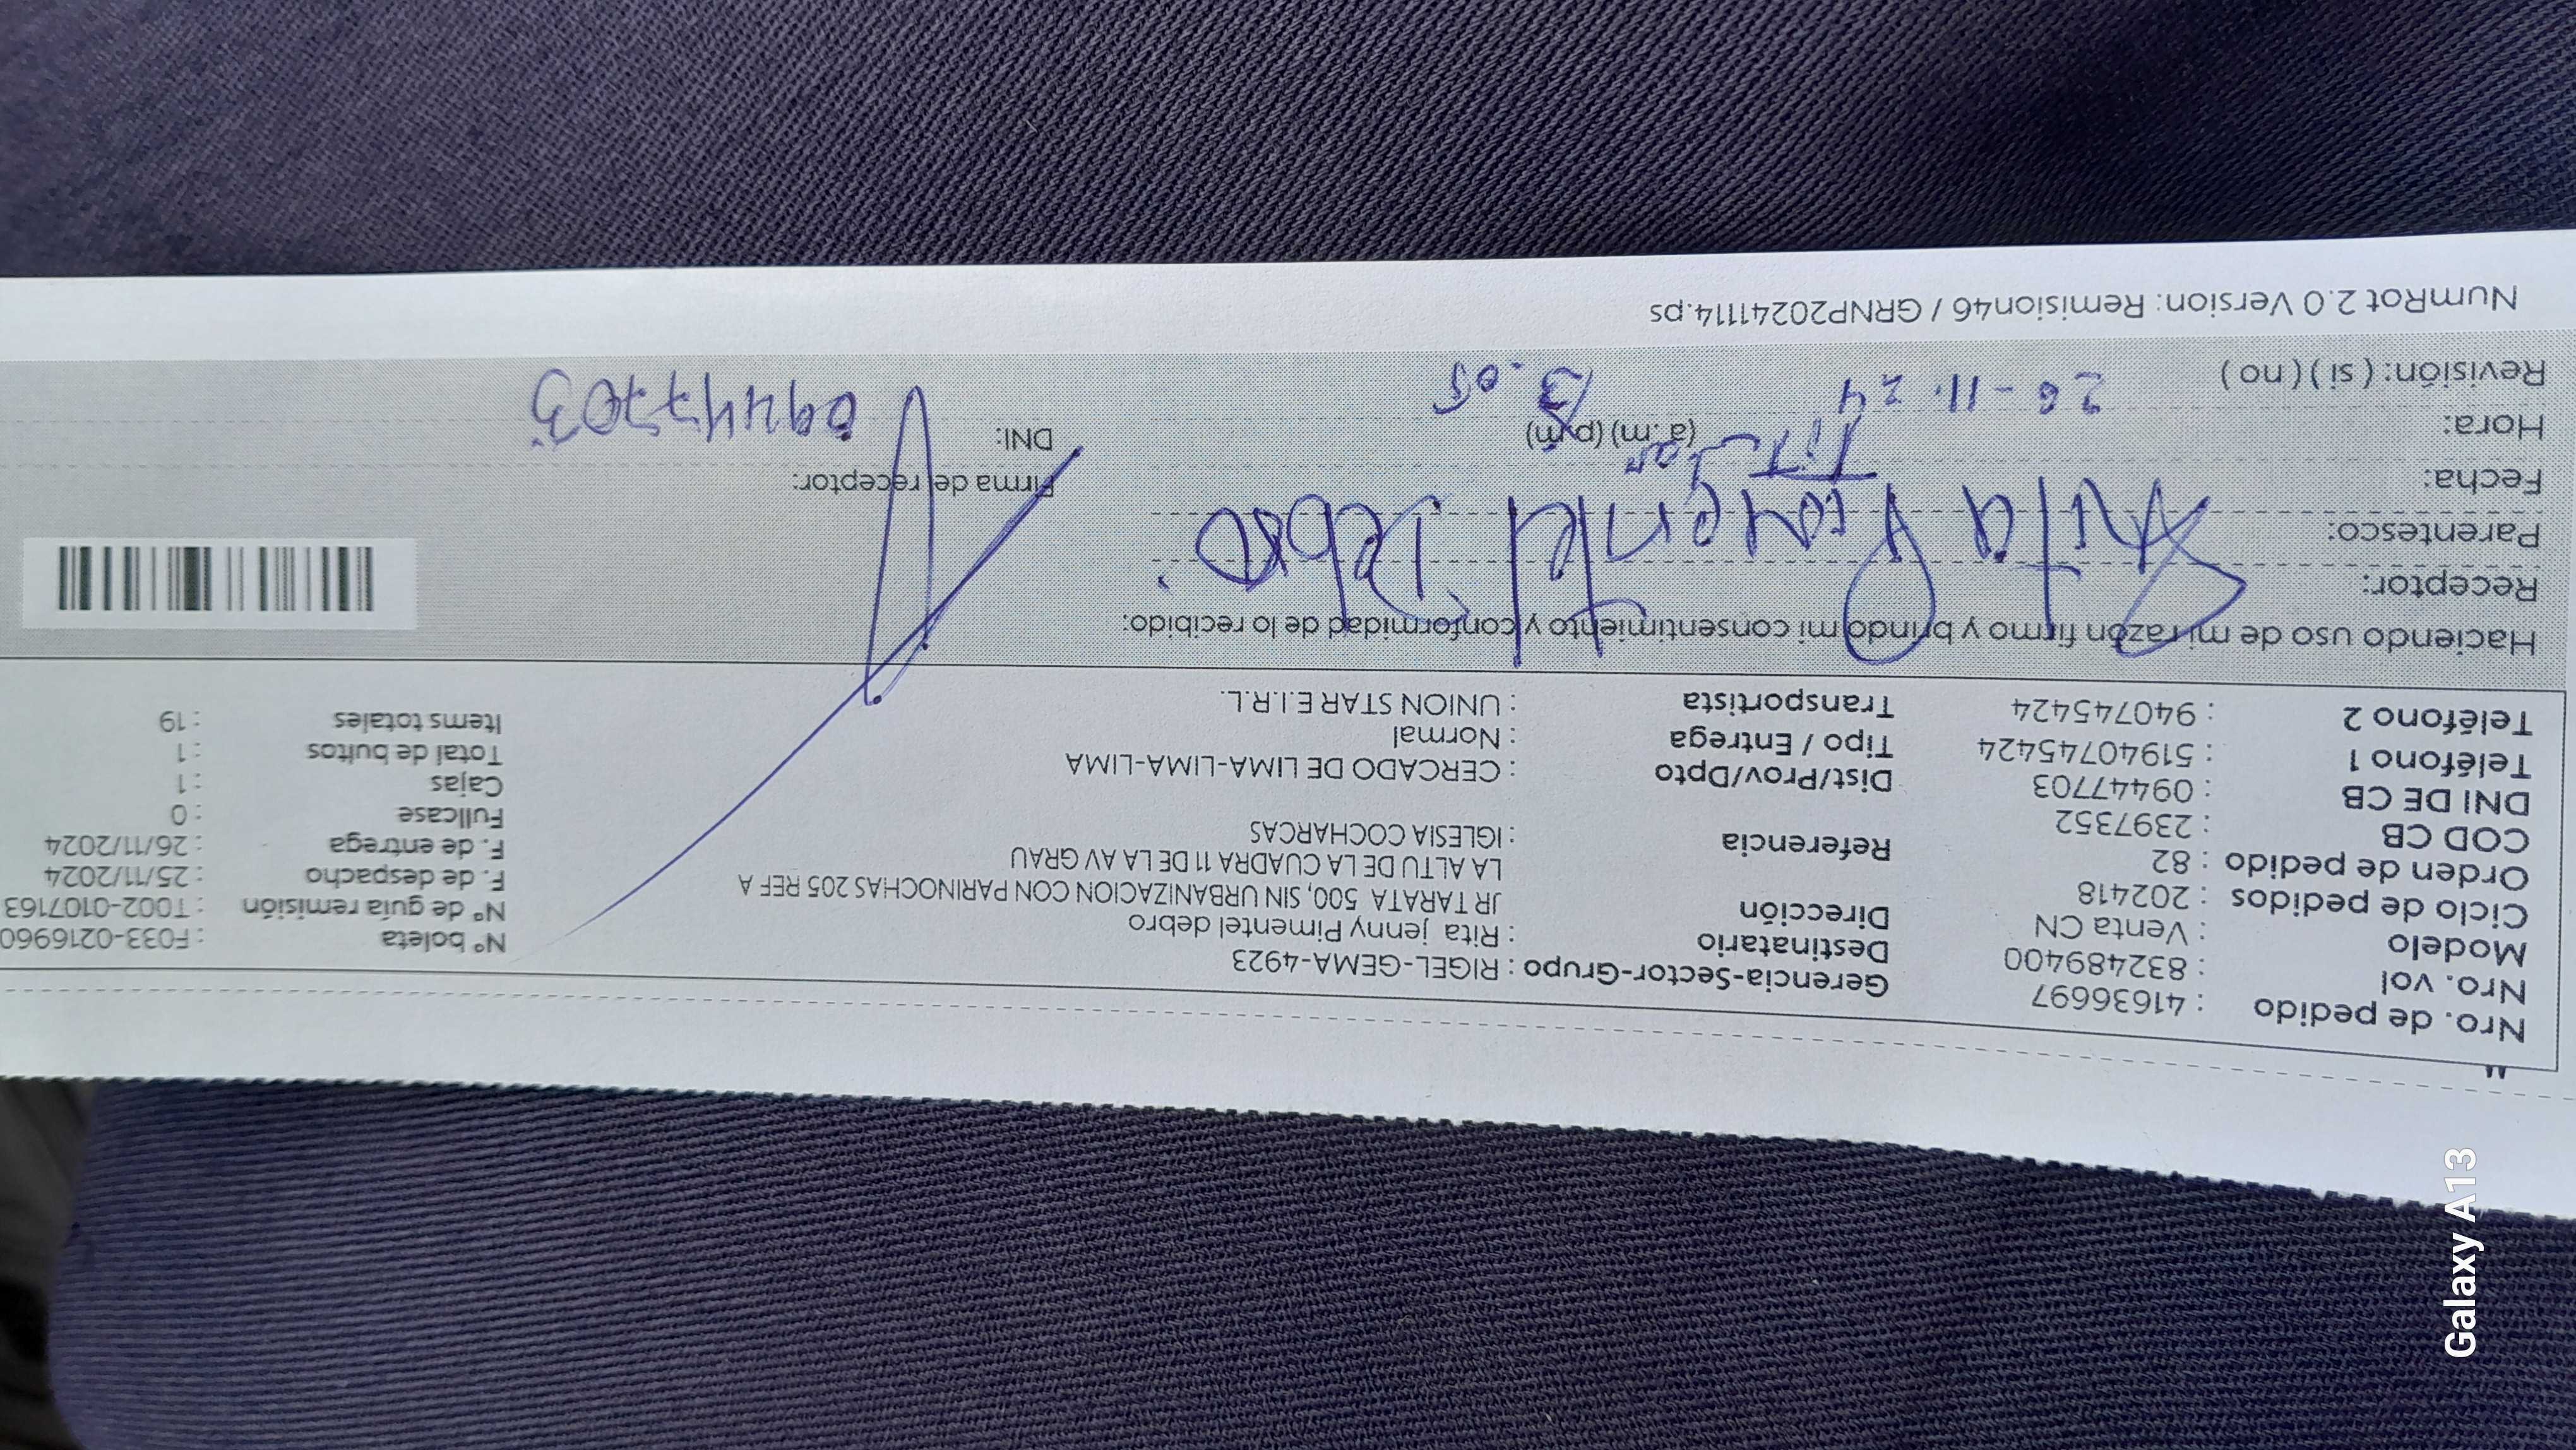 Nro. de pedido : 41636697
Nro. vol : 832489400
Modelo : Venta CN
Ciclo de pedidos : 202418
Orden de pedido : 82
COD CB : 2397352
DNI DE CB : 09447703
Teléfono 1 : 51940745424
Teléfono 2 : 940745424
Gerencia-Sector-Grupo : RIGEL-GEMA-4923
Destinatario : Rita jenny Pimentel debro
Dirección JR TARATA 500, SIN URBANIZACION CON PARINOCHAS 205 REF A
LA ALTU DE LA CUADRA 11 DE LA AV GRAU
Referencia : IGLESIA COCHARCAS
Dist/Prov/Dpto : CERCADO DE LIMA-LIMA-LIMA
Tipo / Entrega : Normal
Transportista : UNION STAR E.I.R.L.
Nº boleta : F033-0216960
Nº de guía remisión : T002-0107163
F. de despacho : 25/11/2024
F. de entrega : 26/11/2024
Fullcase : 0
Cajas : 1
Total de bultos : 1
Items totales : 19
Haciendo uso de mi razón firmo y brindo mi consentimiento y conformidad de lo recibido:
Receptor: Rita Pimentel Debro
Parentesco:
Fecha: Tit
Hora: 26-11-24 (a.m) (p.m) 13.05
Revisión: ( si ) ( no )
Firma de receptor:
DNI: 09447703
NumRot 2.0 Version: Remision46 / GRNP20241114.ps
Galaxy A13